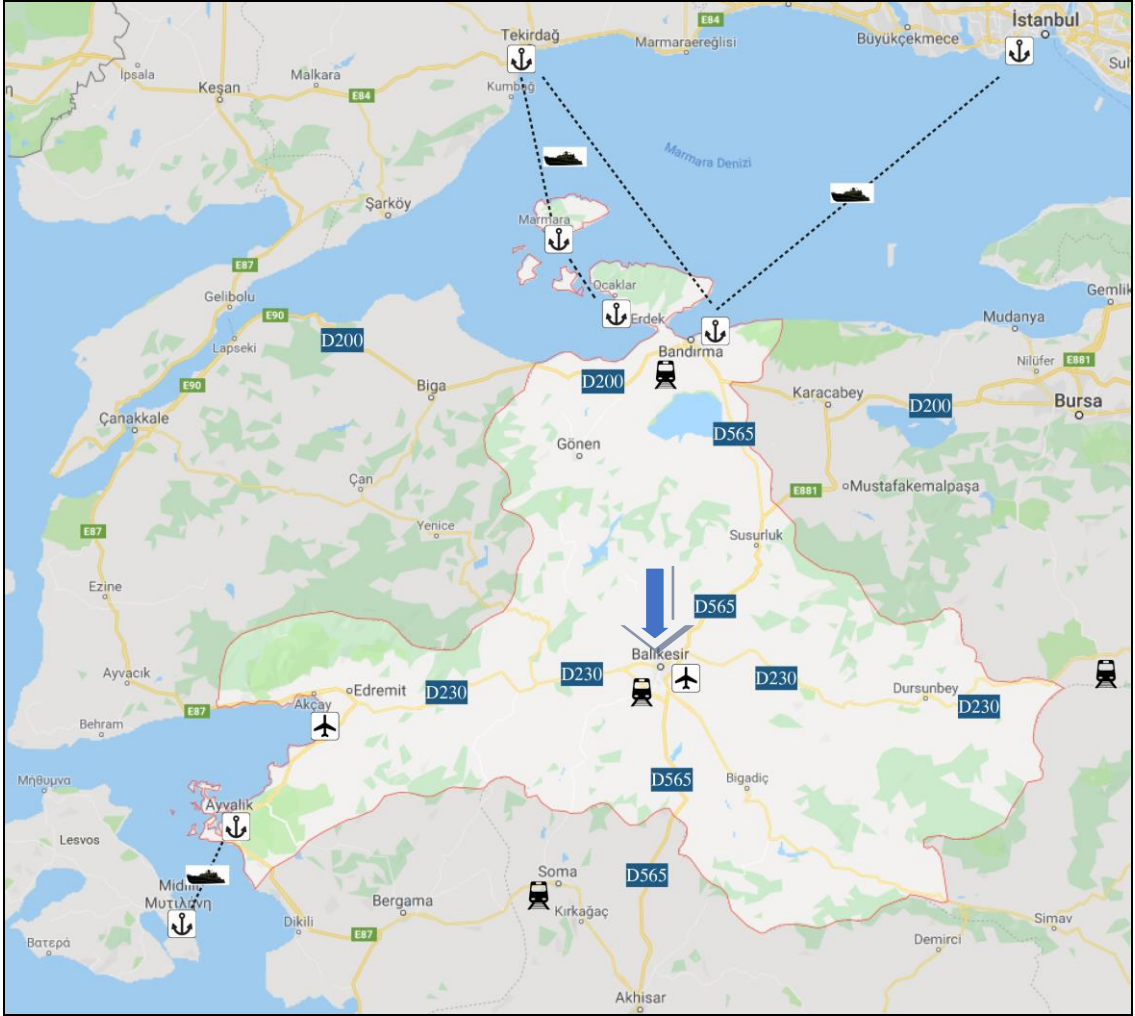 E84
İstanbul
Tekirdağ
Marmaraereğlisi
Büyükçekmece
İpsala
Malkara
Keşan
Kumbağ
E84
Marmara Denizi
Şarköy
Marmara
E87
Ocaklar
Gelibolu
Gemlik
E90
Erdek
Mudanya
Lapseki
D200
Bandırma
Nilüfer
E881
E90
Biga
D200
Karacabey
D200
Bursa
Çanakkale
D565
Gönen
Çan
Mustafakemalpaşa
E881
Yenice
E87
Susurluk
Ezine
D565
Balıkesir
Ayvacık
D230
D230
D230
Edremit
Dursunbey
Akçay
D230
E87
Behram
Μήθυμνα
D565
Bigadiç
Ayvalık
Lesvos
Soma
D565
Μυτιλήνη
Bergama
Kırkağaç
Dikili
E87
Simav
Βατερά
Demirci
Akhisar